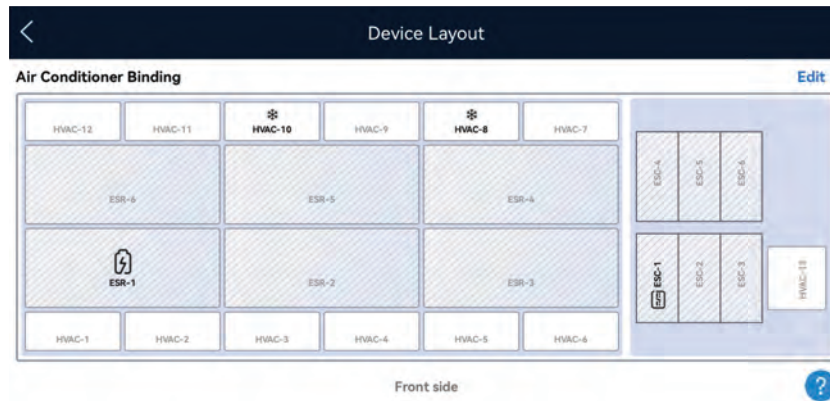 Device Layout
Air Conditioner Binding Edit
HVAC-12 HVAC-11 HVAC-10 HVAC-9 HVAC-8 HVAC-7
ESR-6 ESR-5 ESR-4
ESC-4 ESC-5 ESC-6
ESR-1 ESR-2 ESR-3
ESC-1 ESC-2 ESC-3 HVAC-13
HVAC-1 HVAC-2 HVAC-3 HVAC-4 HVAC-5 HVAC-6
Front side ?